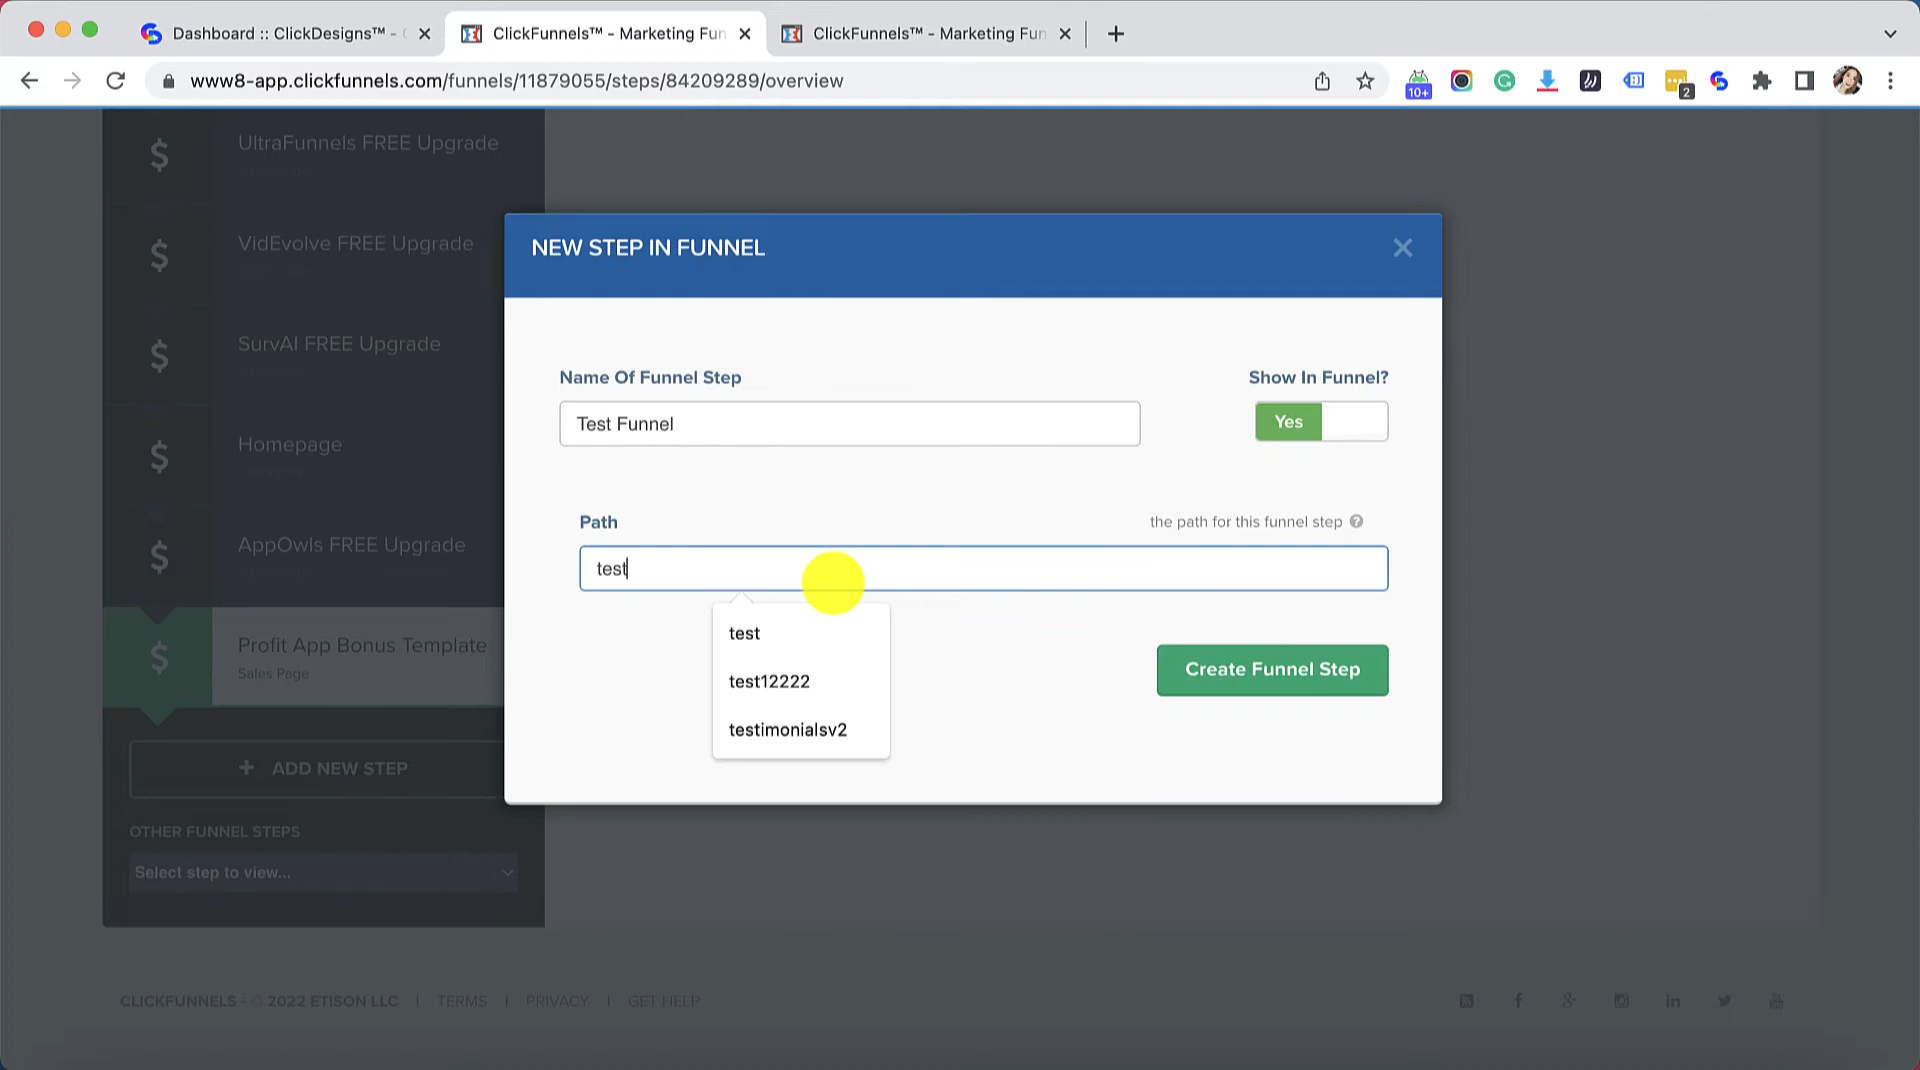 Dashboard :: ClickDesigns™ -
ClickFunnels™ - Marketing Fun
ClickFunnels™ - Marketing Fun
www8-app.clickfunnels.com/funnels/11879055/steps/84209289/overview
10+
2
$ UltraFunnels FREE Upgrade
$ VidEvolve FREE Upgrade
$ SurvAI FREE Upgrade
$ Homepage
$ AppOwls FREE Upgrade
$ Profit App Bonus Template
Sales Page
+ ADD NEW STEP
OTHER FUNNEL STEPS
Select step to view...
NEW STEP IN FUNNEL
Name Of Funnel Step
Show In Funnel?
Test Funnel
Yes
Path
the path for this funnel step ?
test
test
test12222
testimonialsv2
Create Funnel Step
CLICKFUNNELS - © 2022 ETISON LLC | TERMS | PRIVACY | GET HELP